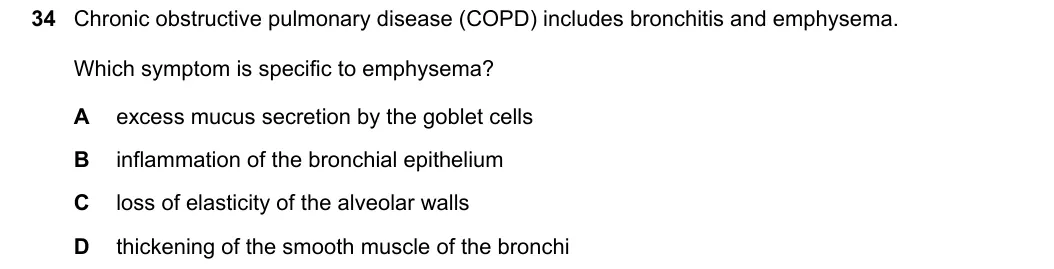 34 Chronic obstructive pulmonary disease (COPD) includes bronchitis and emphysema.
Which symptom is specific to emphysema?
A excess mucus secretion by the goblet cells
B inflammation of the bronchial epithelium
C loss of elasticity of the alveolar walls
D thickening of the smooth muscle of the bronchi